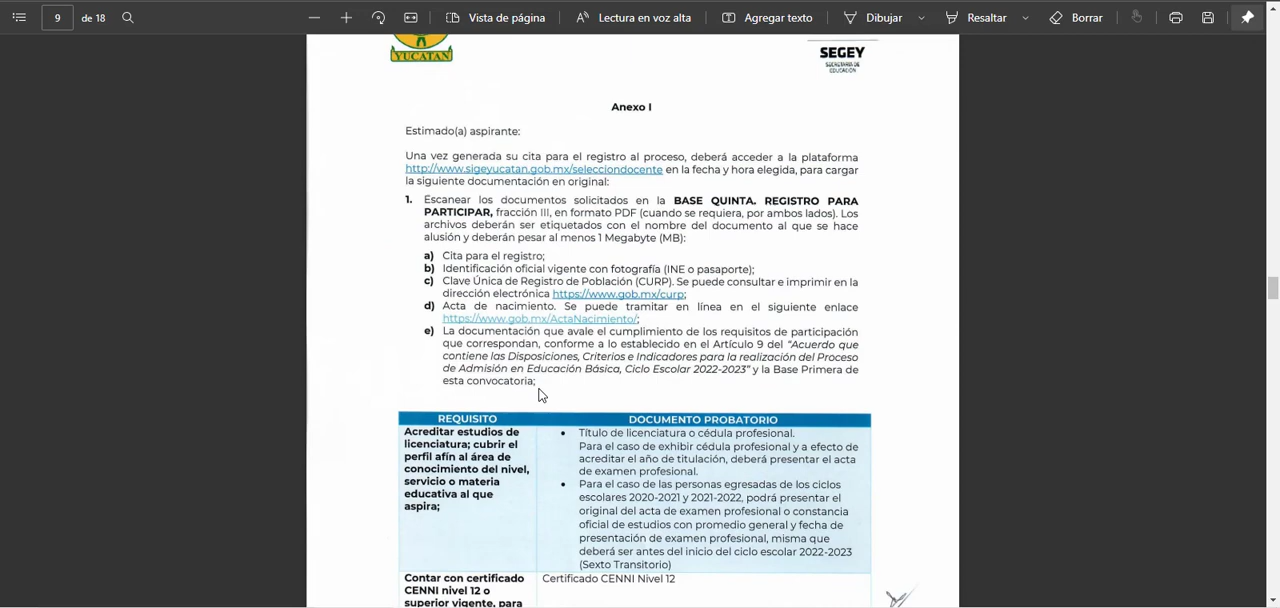 9 de 18
Vista de página
Lectura en voz alta
Agregar texto
Dibujar
Resaltar
Borrar
YUCATAN
SEGEY
SECRETARÍA DE
EDUCACIÓN
Anexo I
Estimado(a) aspirante:
Una vez generada su cita para el registro al proceso, deberá acceder a la plataforma
http://www.sigeyucatan.gob.mx/selecciondocente en la fecha y hora elegida, para cargar
la siguiente documentación en original:
1. Escanear los documentos solicitados en la BASE QUINTA. REGISTRO PARA
PARTICIPAR, fracción III, en formato PDF (cuando se requiera, por ambos lados). Los
archivos deberán ser etiquetados con el nombre del documento al que se hace
alusión y deberán pesar al menos 1 Megabyte (MB):
a) Cita para el registro;
b) Identificación oficial vigente con fotografía (INE o pasaporte);
c) Clave Única de Registro de Población (CURP). Se puede consultar e imprimir en la
dirección electrónica https://www.gob.mx/curp;
d) Acta de nacimiento. Se puede tramitar en línea en el siguiente enlace
https://www.gob.mx/ActaNacimiento/;
e) La documentación que avale el cumplimiento de los requisitos de participación
que correspondan, conforme a lo establecido en el Artículo 9 del "Acuerdo que
contiene las Disposiciones, Criterios e Indicadores para la realización del Proceso
de Admisión en Educación Básica, Ciclo Escolar 2022-2023" y la Base Primera de
esta convocatoria;
REQUISITO
DOCUMENTO PROBATORIO
Acreditar estudios de
licenciatura; cubrir el
perfil afín al área de
conocimiento del nivel,
servicio o materia
educativa al que
aspira;
• Título de licenciatura o cédula profesional.
Para el caso de exhibir cédula profesional y a efecto de
acreditar el año de titulación, deberá presentar el acta
de examen profesional.
• Para el caso de las personas egresadas de los ciclos
escolares 2020-2021 y 2021-2022, podrá presentar el
original del acta de examen profesional o constancia
oficial de estudios con promedio general y fecha de
presentación de examen profesional, misma que
deberá ser antes del inicio del ciclo escolar 2022-2023
(Sexto Transitorio)
Contar con certificado
CENNI nivel 12 o
superior vigente, para
Certificado CENNI Nivel 12